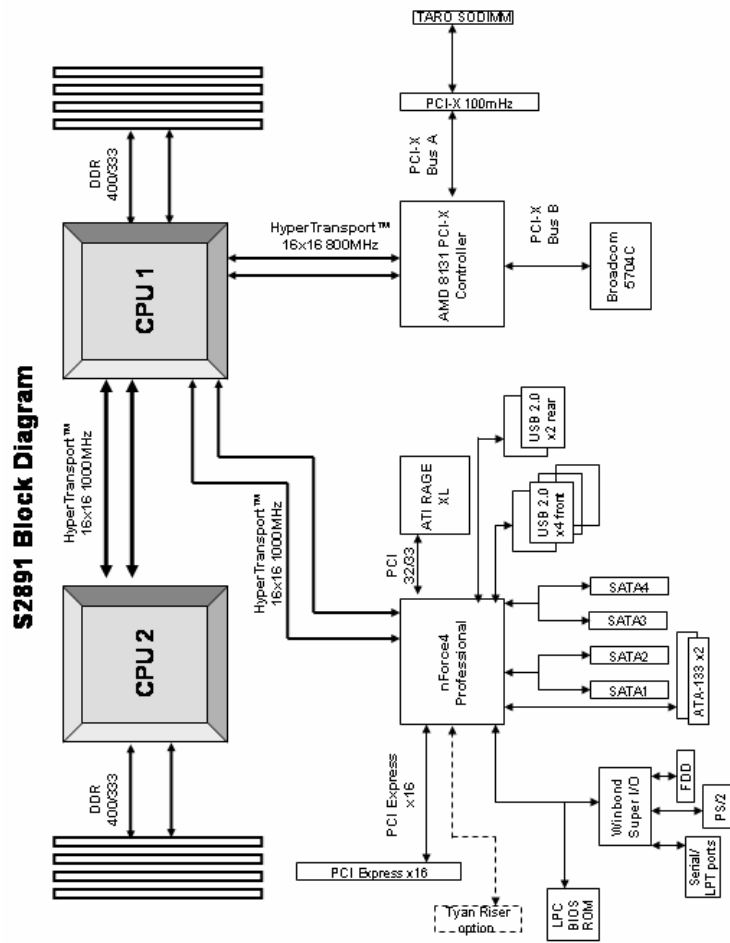 S2891 Block Diagram
TARO SODIMM
PCI-X 100mHz
PCI-X
Bus A
DDR
400/333
CPU 1
HyperTransport™
16x16 800MHz
AMD 8131 PCI-X
Controller
PCI-X
Bus B
Broadcom
5704C
HyperTransport™
16x16 1000MHz
HyperTransport™
16x16 1000MHz
CPU 2
DDR
400/333
ATI RAGE
XL
PCI
32/33
USB 2.0
x2 rear
USB 2.0
x4 front
nForce4
Professional
SATA4
SATA3
SATA2
SATA1
ATA-133 x2
PCI Express
x16
PCI Express x16
Tyan Riser
option
LPC
BIOS
ROM
Winbond
Super I/O
FDD
PS/2
Serial/
LPT ports